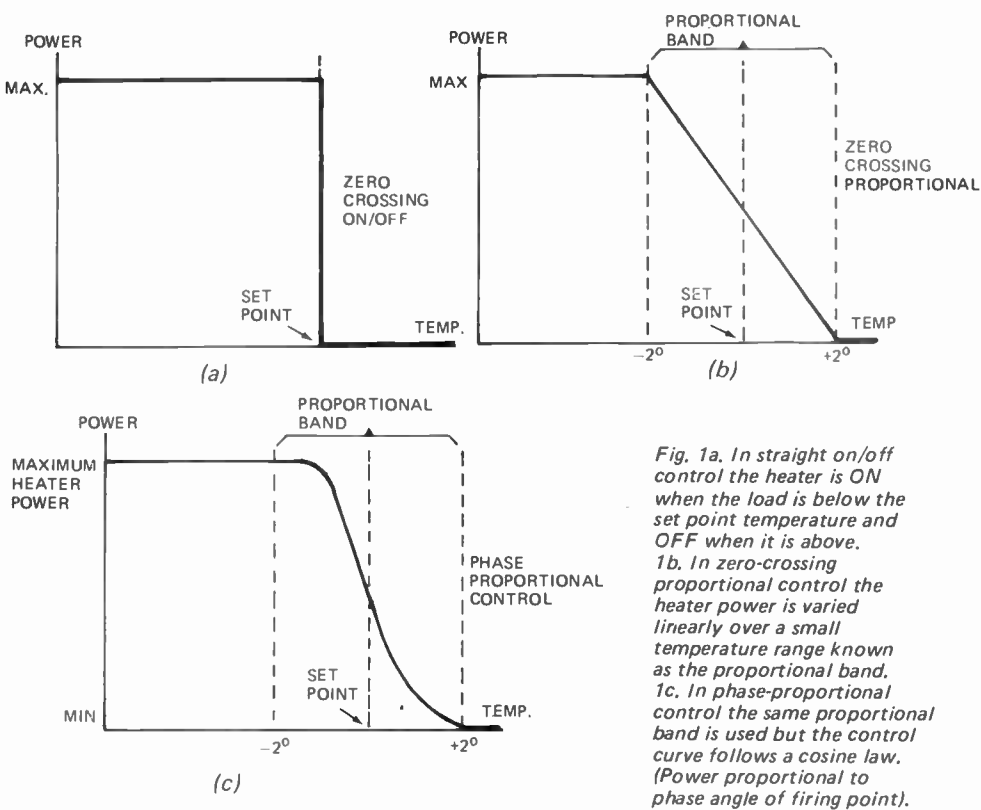 POWER
MAX.
ZERO
CROSSING
ON/OFF
SET
POINT
TEMP.
(a)
PROPORTIONAL
BAND
POWER
MAX
ZERO
CROSSING
PROPORTIONAL
SET
POINT
TEMP
−2°
+2°
(b)
PROPORTIONAL
BAND
POWER
MAXIMUM
HEATER
POWER
PHASE
PROPORTIONAL
CONTROL
SET
POINT
MIN
TEMP.
−2°
+2°
(c)
Fig. 1a. In straight on/off
control the heater is ON
when the load is below the
set point temperature and
OFF when it is above.
1b. In zero-crossing
proportional control the
heater power is varied
linearly over a small
temperature range known
as the proportional band.
1c. In phase-proportional
control the same proportional
band is used but the control
curve follows a cosine law.
(Power proportional to
phase angle of firing point).